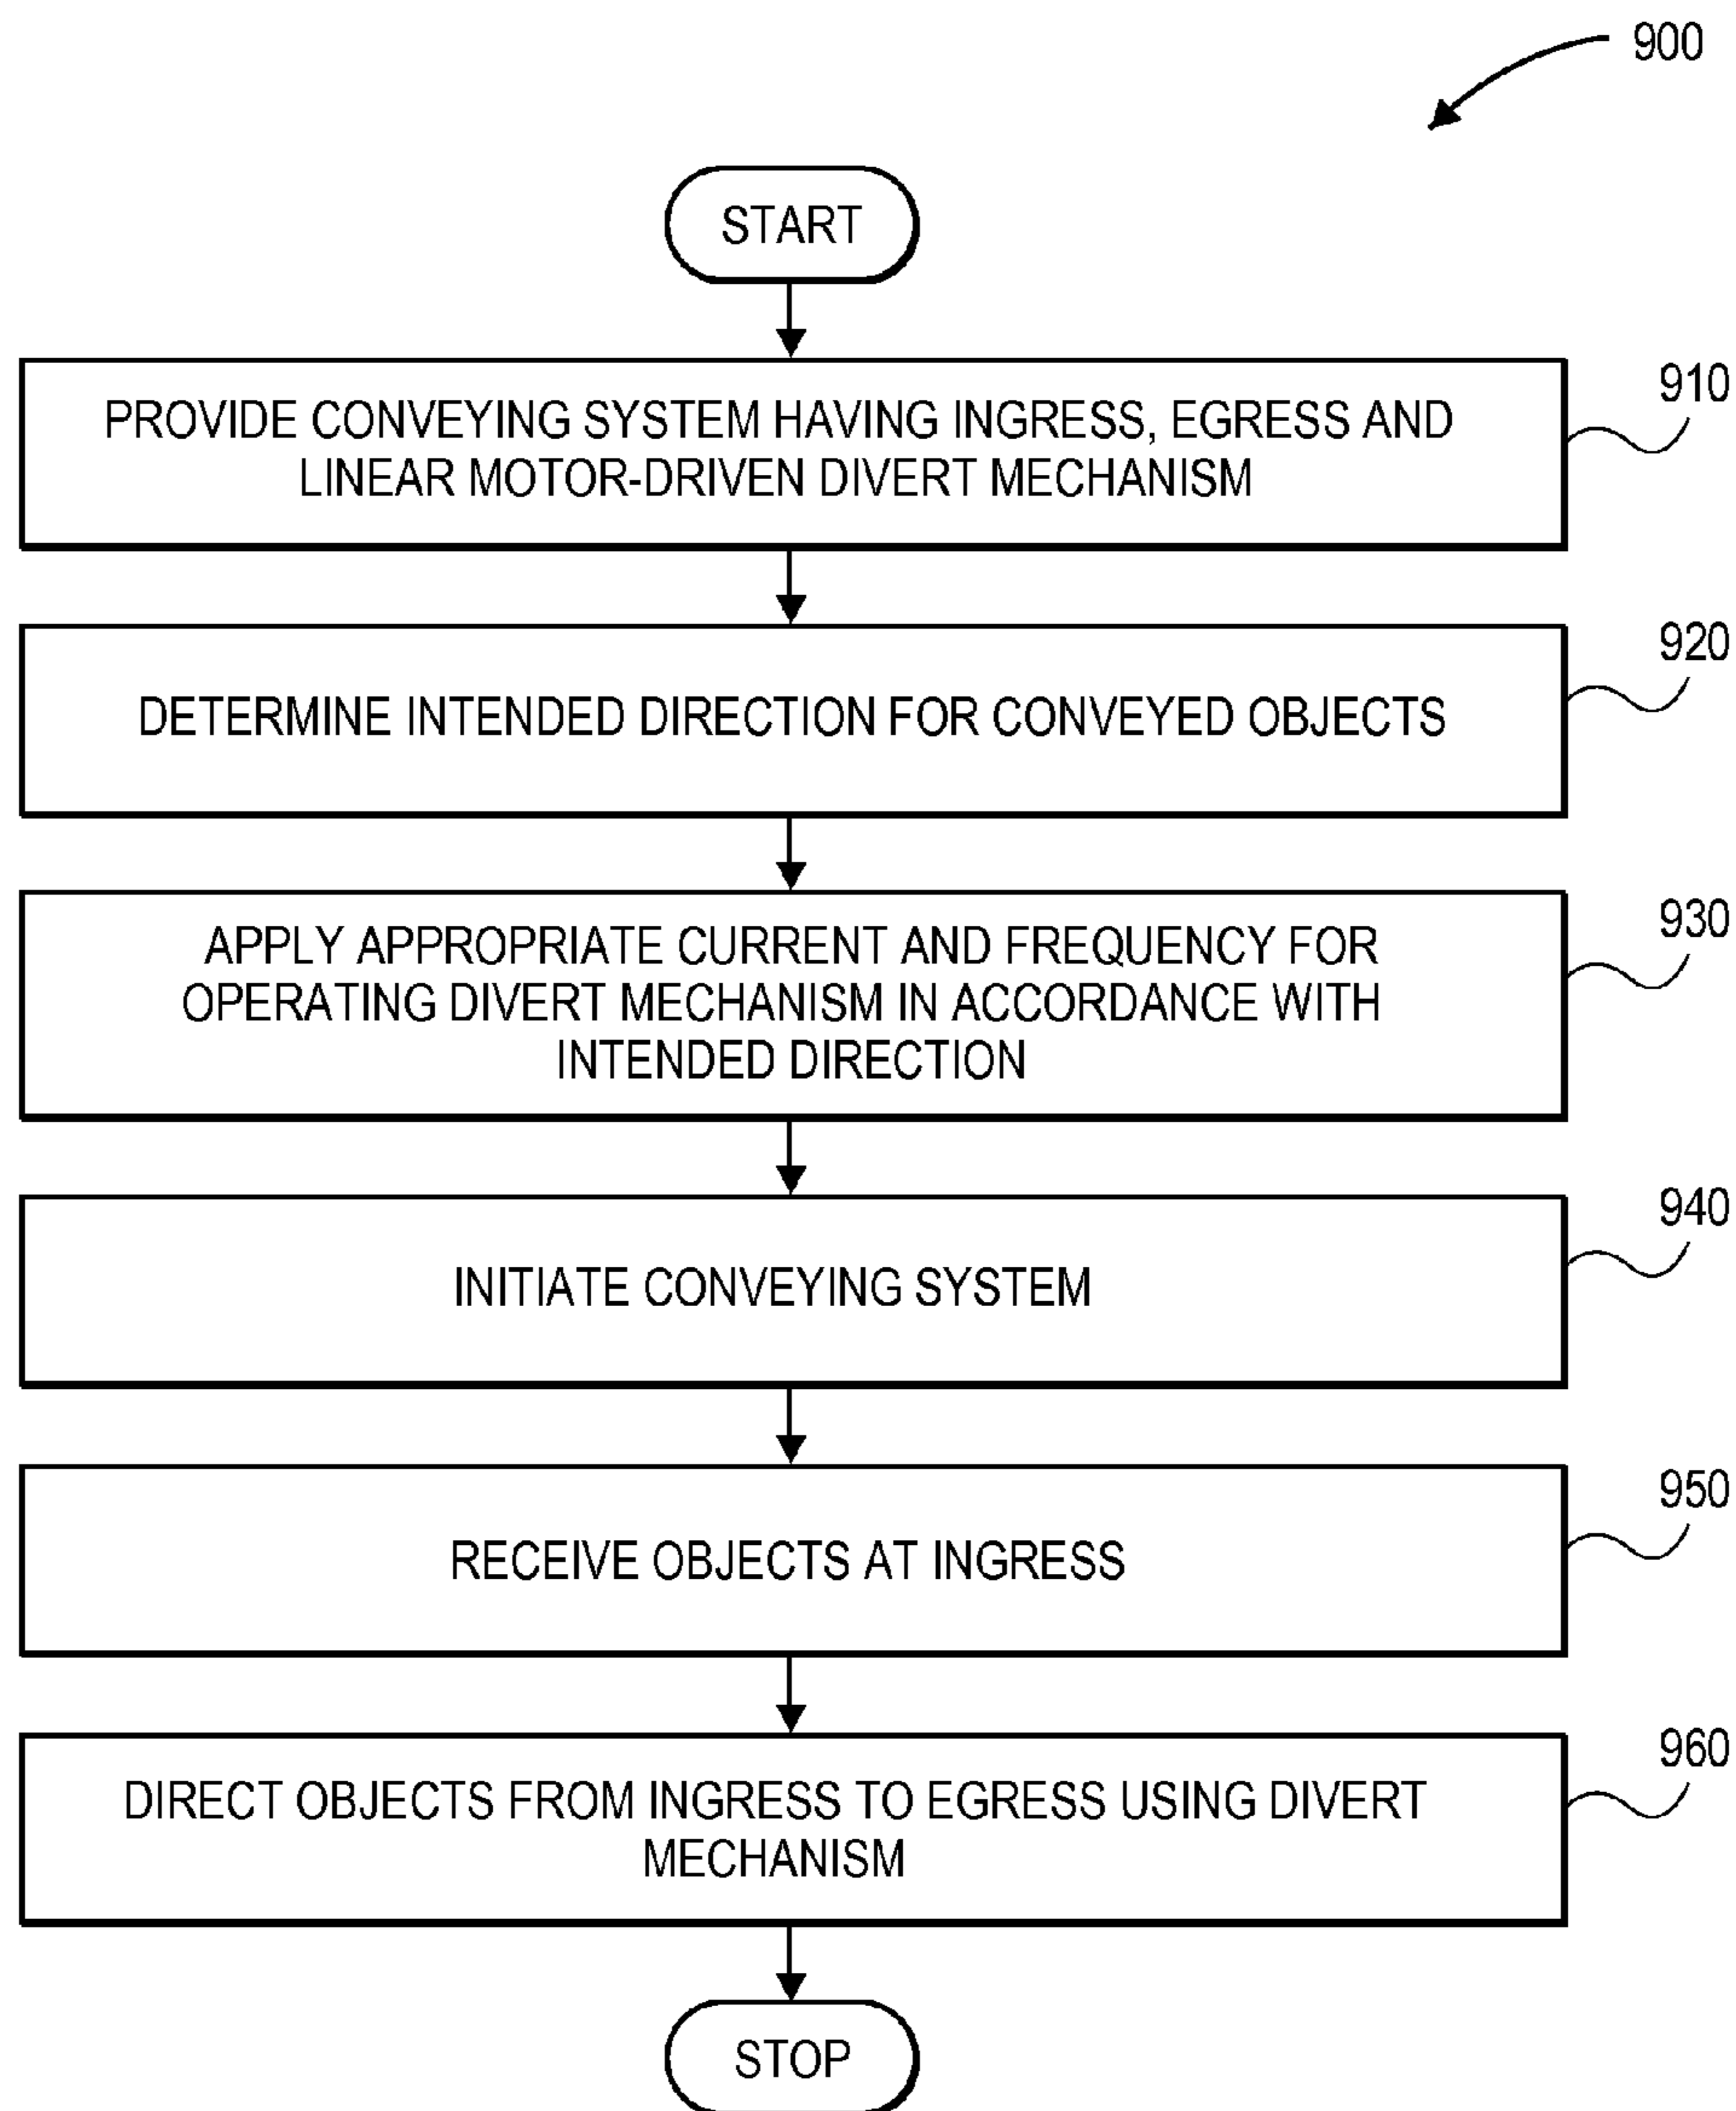 900
START
910
PROVIDE CONVEYING SYSTEM HAVING INGRESS, EGRESS AND
LINEAR MOTOR-DRIVEN DIVERT MECHANISM
920
DETERMINE INTENDED DIRECTION FOR CONVEYED OBJECTS
930
APPLY APPROPRIATE CURRENT AND FREQUENCY FOR
OPERATING DIVERT MECHANISM IN ACCORDANCE WITH
INTENDED DIRECTION
940
INITIATE CONVEYING SYSTEM
950
RECEIVE OBJECTS AT INGRESS
960
DIRECT OBJECTS FROM INGRESS TO EGRESS USING DIVERT
MECHANISM
STOP